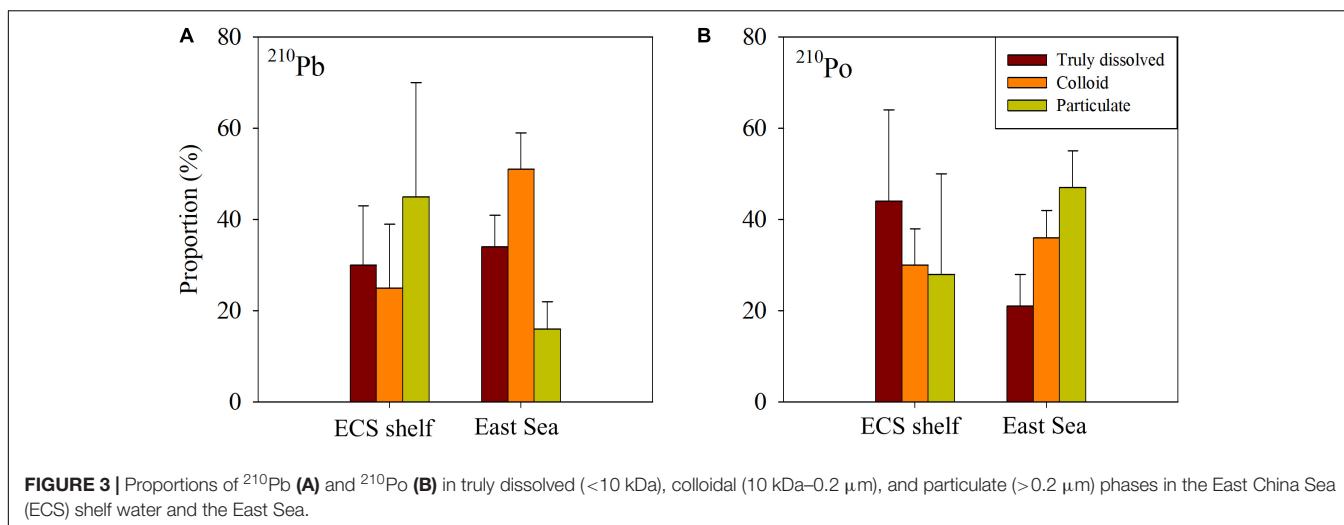 A
B
80
60
40
20
0
Proportion (%)
²¹⁰Pb
ECS shelf
East Sea
80
60
40
20
0
²¹⁰Po
Truly dissolved
Colloid
Particulate
ECS shelf
East Sea
FIGURE 3 | Proportions of ²¹⁰Pb (A) and ²¹⁰Po (B) in truly dissolved (<10 kDa), colloidal (10 kDa–0.2 μm), and particulate (>0.2 μm) phases in the East China Sea
(ECS) shelf water and the East Sea.